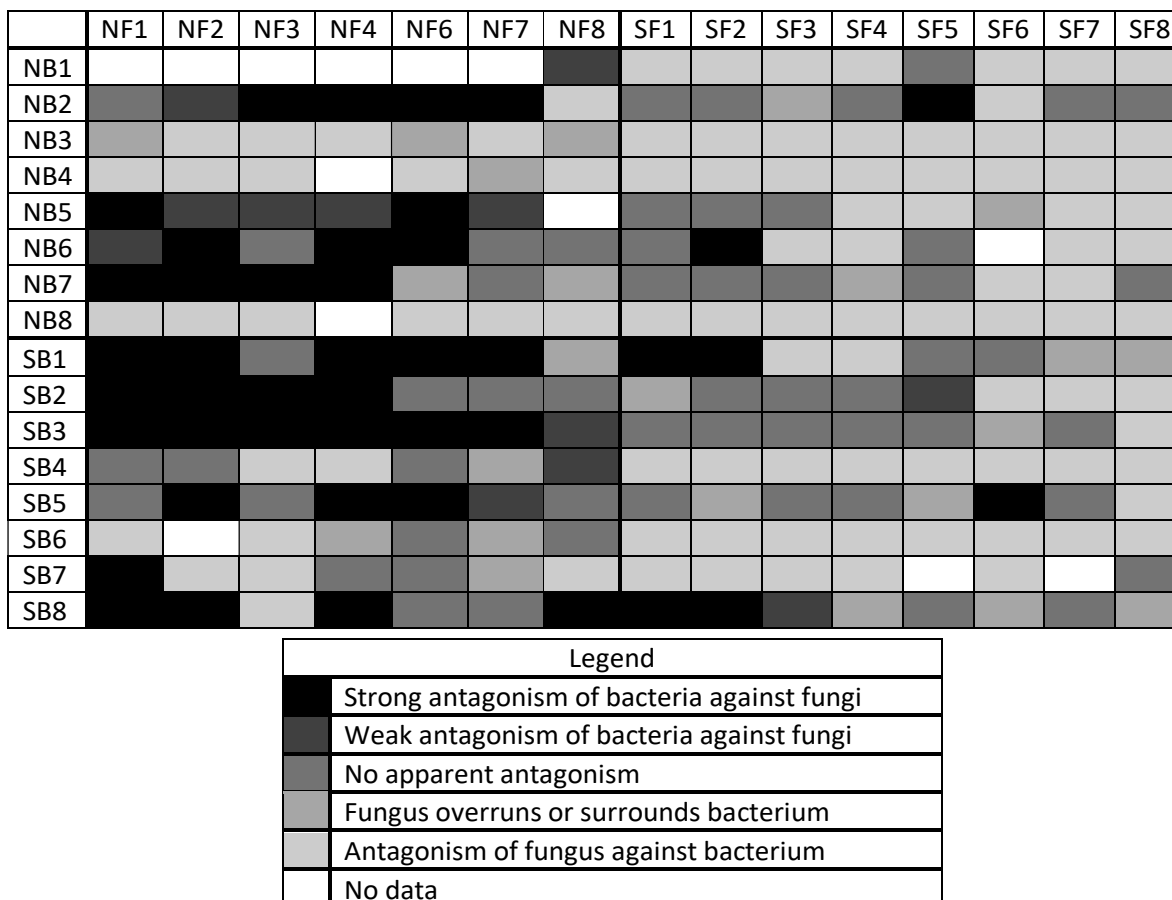 NF1 NF2 NF3 NF4 NF6 NF7 NF8 SF1 SF2 SF3 SF4 SF5 SF6 SF7 SF8
NB1
NB2
NB3
NB4
NB5
NB6
NB7
NB8
SB1
SB2
SB3
SB4
SB5
SB6
SB7
SB8
Legend
Strong antagonism of bacteria against fungi
Weak antagonism of bacteria against fungi
No apparent antagonism
Fungus overruns or surrounds bacterium
Antagonism of fungus against bacterium
No data